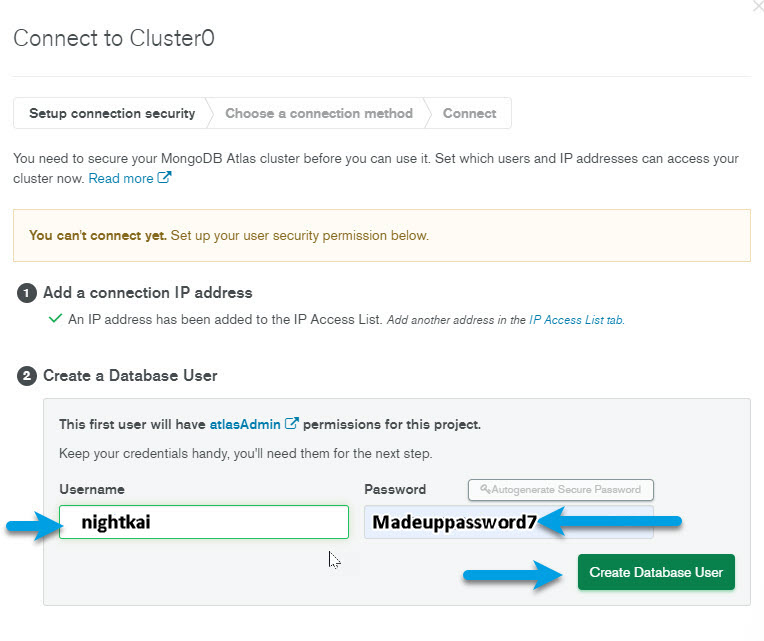 Connect to Cluster0
Setup connection security Choose a connection method Connect
You need to secure your MongoDB Atlas cluster before you can use it. Set which users and IP addresses can access your
cluster now. Read more
You can't connect yet. Set up your user security permission below.
1 Add a connection IP address
An IP address has been added to the IP Access List. Add another address in the IP Access List tab.
2 Create a Database User
This first user will have atlasAdmin permissions for this project.
Keep your credentials handy, you'll need them for the next step.
Username Password Autogenerate Secure Password
nightkai Madeuppassword7
Create Database User